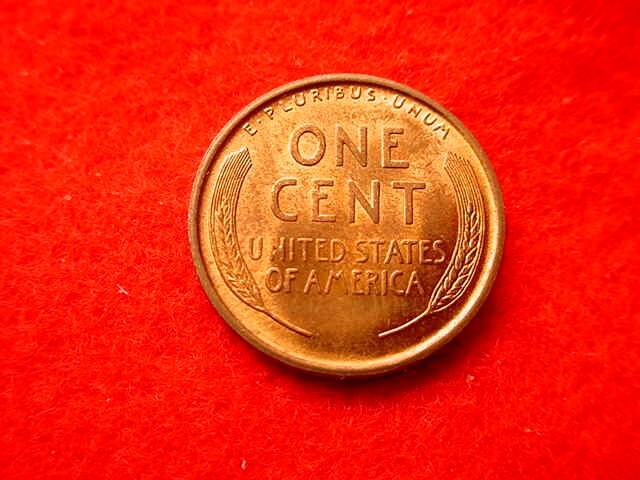 E·PLURIBUS·UNUM
ONE
CENT
UNITED STATES
OF AMERICA